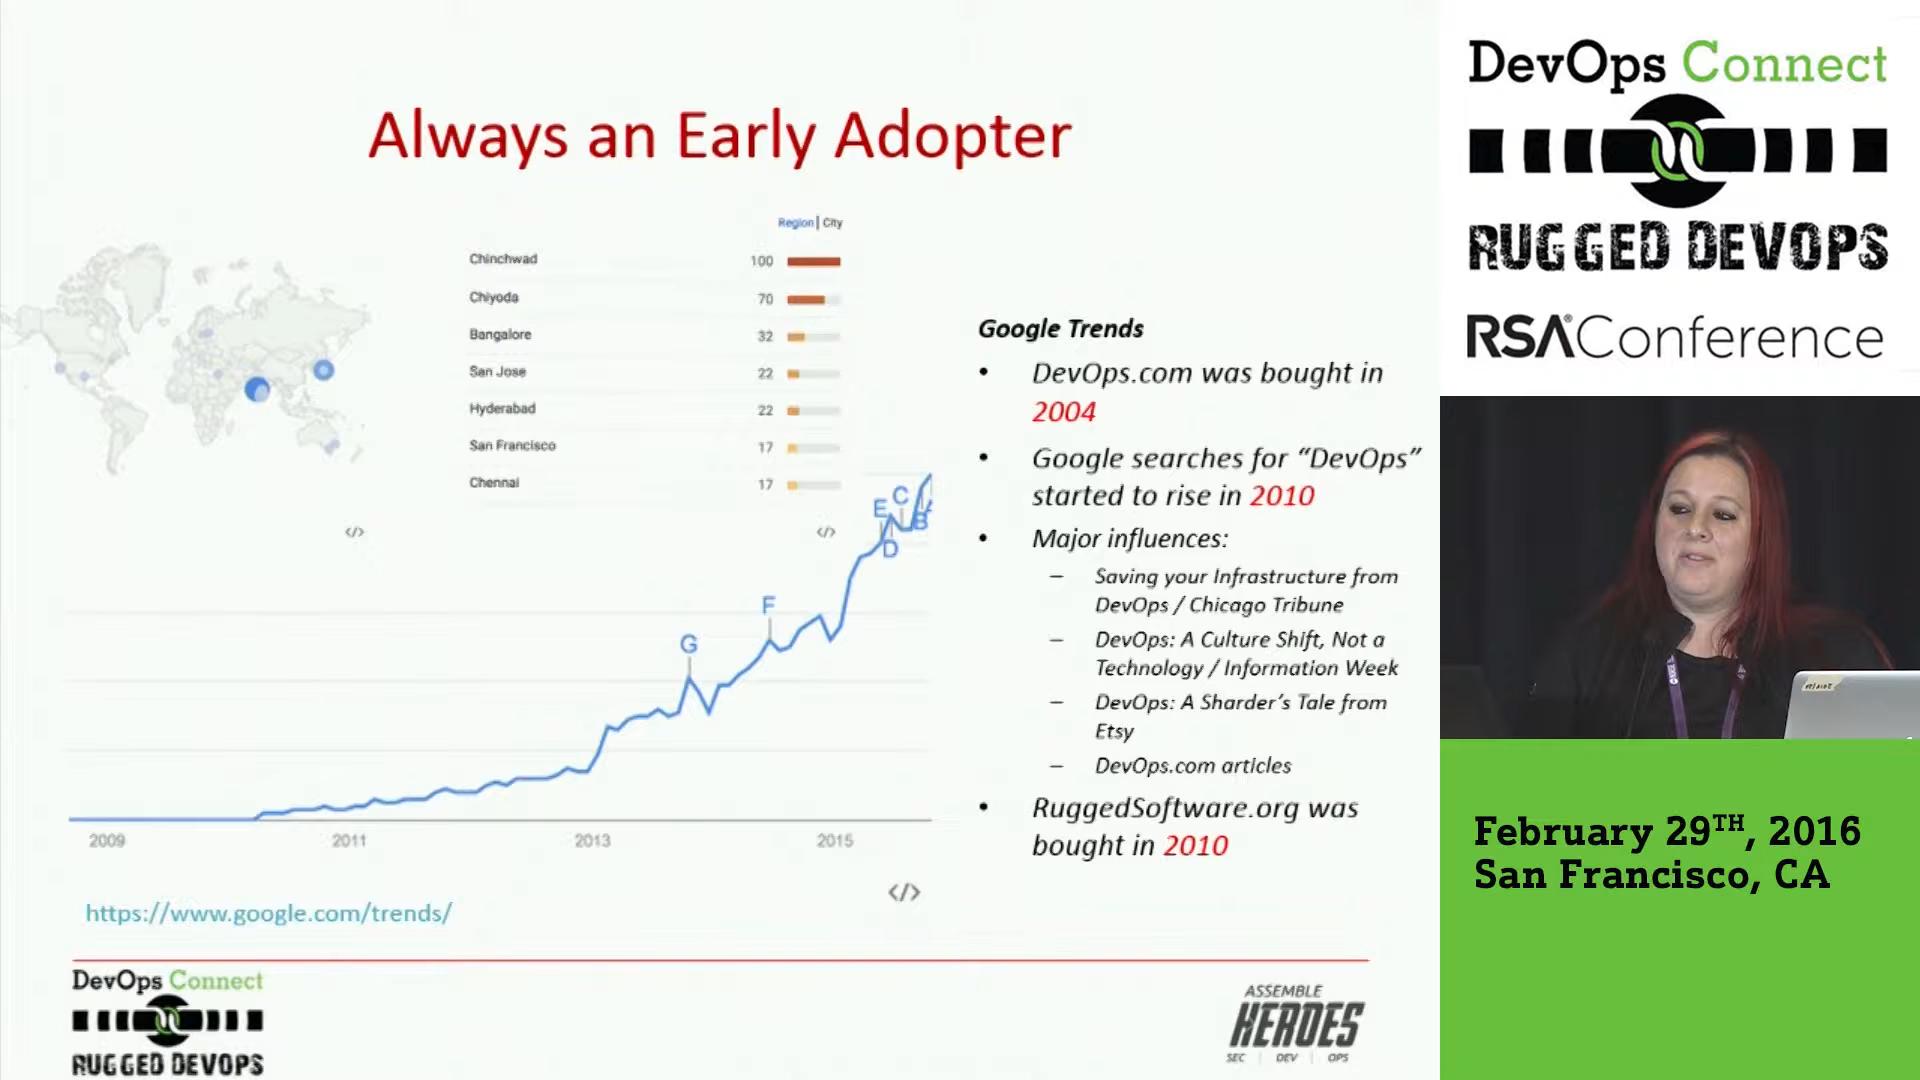 Always an Early Adopter
Region | City
Chinchwad 100
Chiyoda 70
Bangalore 32
San Jose 22
Hyderabad 22
San Francisco 17
Chennai 17
</>
</>
G
F
E
C
D
B
2009 2011 2013 2015
</>
https://www.google.com/trends/
Google Trends
• DevOps.com was bought in
2004
• Google searches for “DevOps”
started to rise in 2010
• Major influences:
– Saving your Infrastructure from
DevOps / Chicago Tribune
– DevOps: A Culture Shift, Not a
Technology / Information Week
– DevOps: A Sharder’s Tale from
Etsy
– DevOps.com articles
• RuggedSoftware.org was
bought in 2010
DevOps Connect
RUGGED DEVOPS
ASSEMBLE
HEROES
SEC | DEV | OPS
DevOps Connect
RUGGED DEVOPS
RSA®Conference
February 29TH, 2016
San Francisco, CA